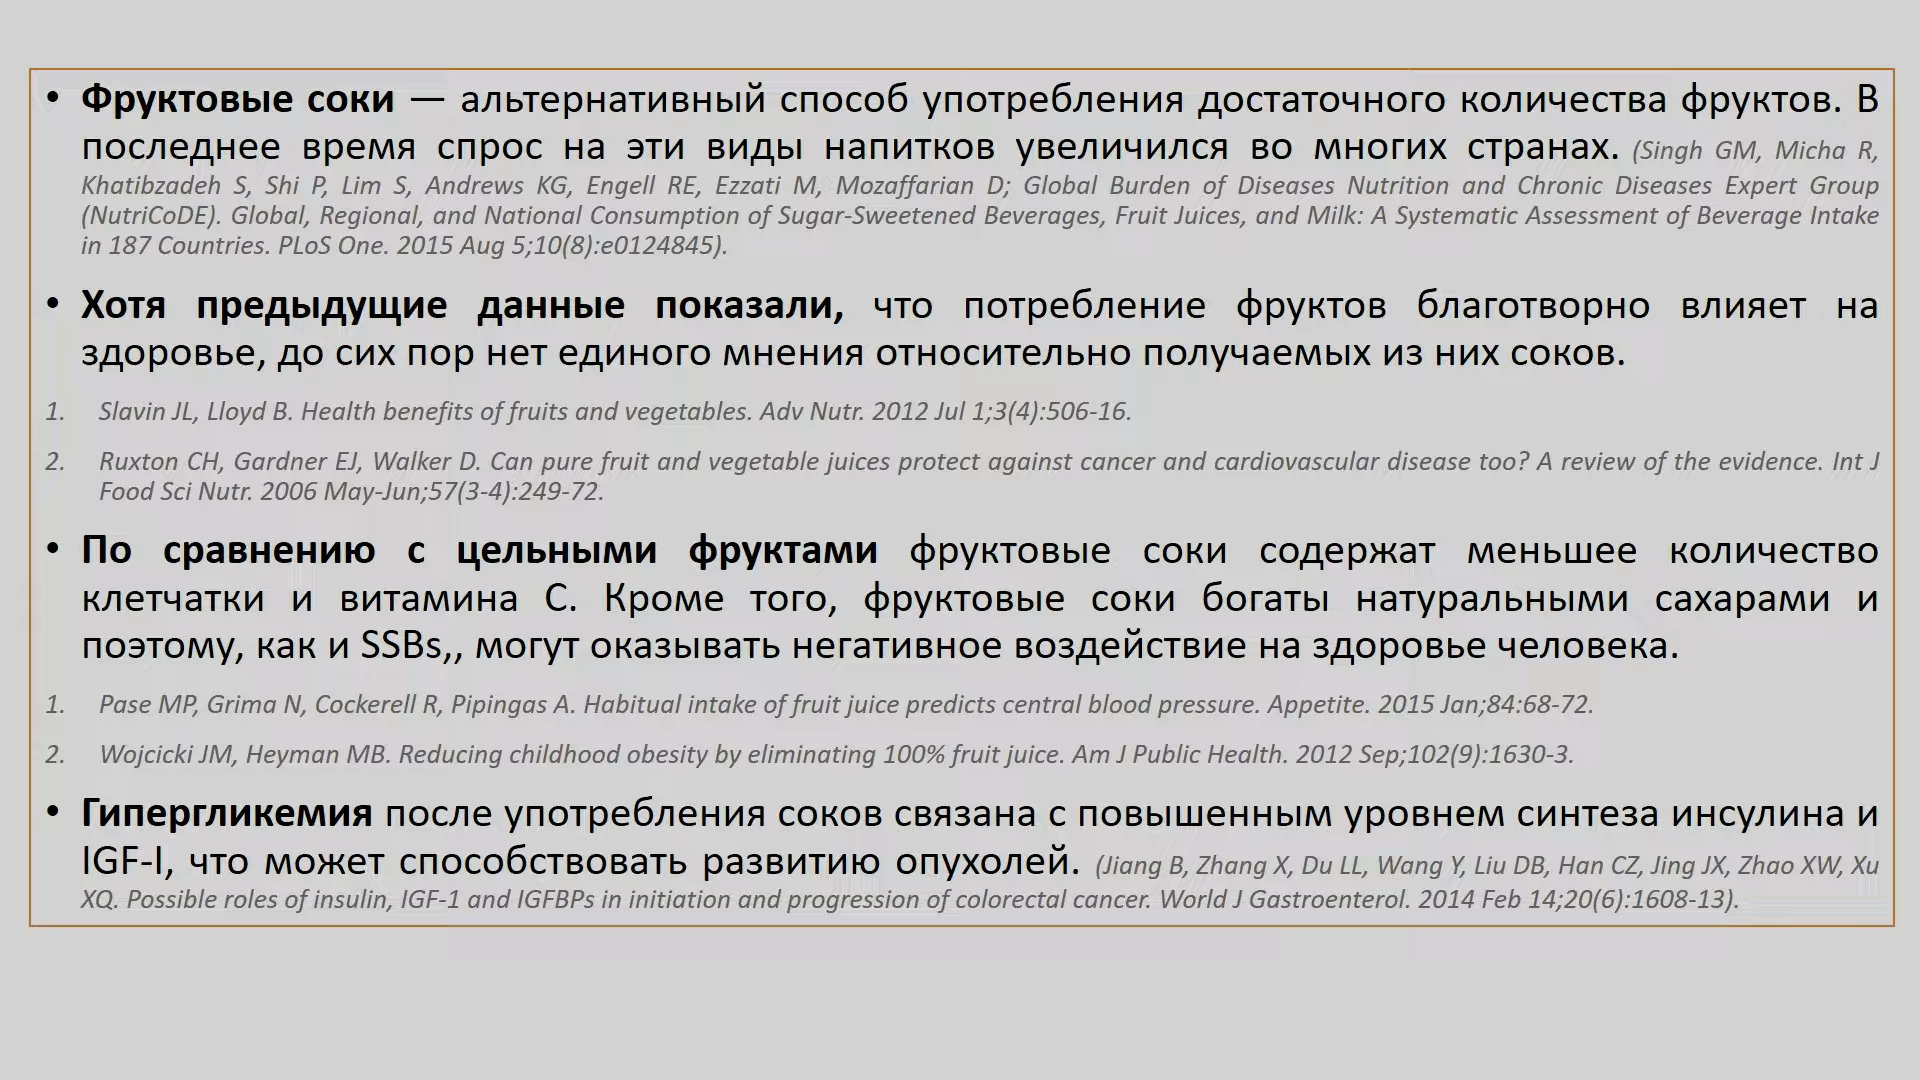 • Фруктовые соки — альтернативный способ употребления достаточного количества фруктов. В
последнее время спрос на эти виды напитков увеличился во многих странах. (Singh GM, Micha R,
Khatibzadeh S, Shi P, Lim S, Andrews KG, Engell RE, Ezzati M, Mozaffarian D; Global Burden of Diseases Nutrition and Chronic Diseases Expert Group
(NutriCoDE). Global, Regional, and National Consumption of Sugar-Sweetened Beverages, Fruit Juices, and Milk: A Systematic Assessment of Beverage Intake
in 187 Countries. PLoS One. 2015 Aug 5;10(8):e0124845).
• Хотя предыдущие данные показали, что потребление фруктов благотворно влияет на
здоровье, до сих пор нет единого мнения относительно получаемых из них соков.
1. Slavin JL, Lloyd B. Health benefits of fruits and vegetables. Adv Nutr. 2012 Jul 1;3(4):506-16.
2. Ruxton CH, Gardner EJ, Walker D. Can pure fruit and vegetable juices protect against cancer and cardiovascular disease too? A review of the evidence. Int J
Food Sci Nutr. 2006 May-Jun;57(3-4):249-72.
• По сравнению с цельными фруктами фруктовые соки содержат меньшее количество
клетчатки и витамина С. Кроме того, фруктовые соки богаты натуральными сахарами и
поэтому, как и SSBs,, могут оказывать негативное воздействие на здоровье человека.
1. Pase MP, Grima N, Cockerell R, Pipingas A. Habitual intake of fruit juice predicts central blood pressure. Appetite. 2015 Jan;84:68-72.
2. Wojcicki JM, Heyman MB. Reducing childhood obesity by eliminating 100% fruit juice. Am J Public Health. 2012 Sep;102(9):1630-3.
• Гипергликемия после употребления соков связана с повышенным уровнем синтеза инсулина и
IGF-I, что может способствовать развитию опухолей. (Jiang B, Zhang X, Du LL, Wang Y, Liu DB, Han CZ, Jing JX, Zhao XW, Xu
XQ. Possible roles of insulin, IGF-1 and IGFBPs in initiation and progression of colorectal cancer. World J Gastroenterol. 2014 Feb 14;20(6):1608-13).